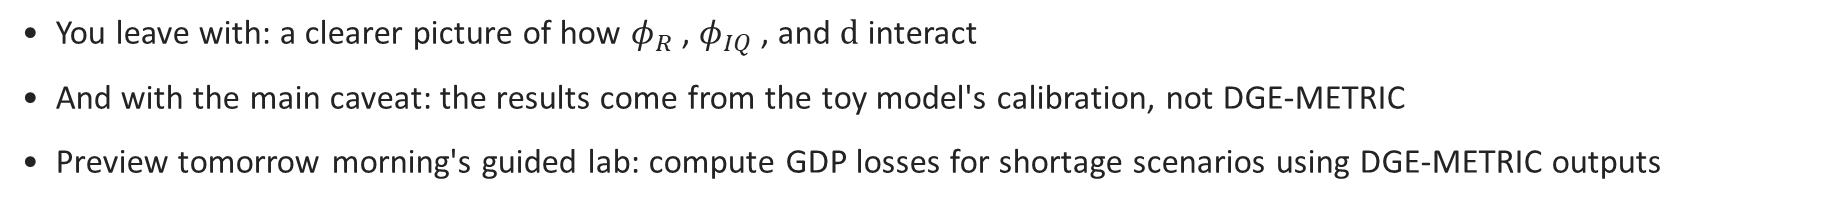 • You leave with: a clearer picture of how ϕ_R , ϕ_IQ , and d interact
• And with the main caveat: the results come from the toy model's calibration, not DGE-METRIC
• Preview tomorrow morning's guided lab: compute GDP losses for shortage scenarios using DGE-METRIC outputs